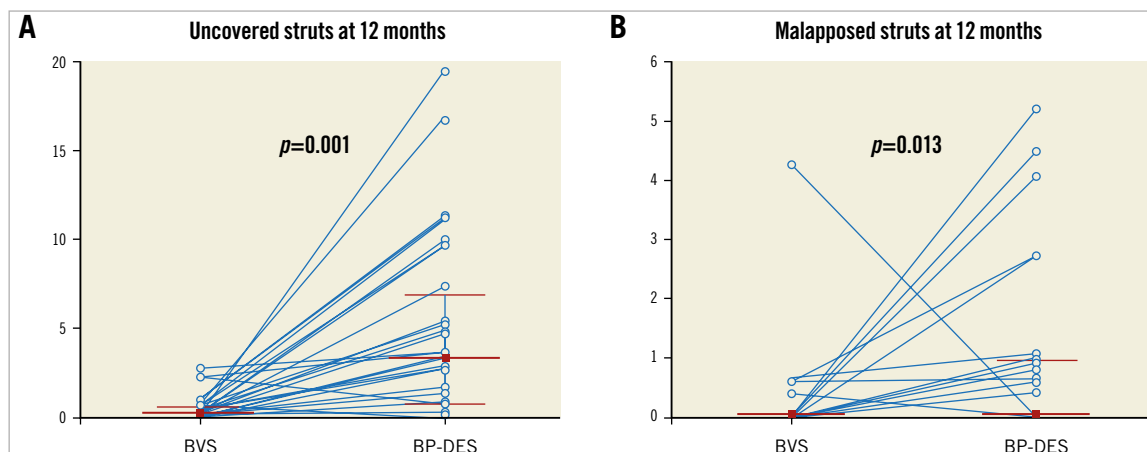 A Uncovered struts at 12 months
20
15
10
5
0
p=0.001
BVS BP-DES
B Malapposed struts at 12 months
6
5
4
3
2
1
0
p=0.013
BVS BP-DES